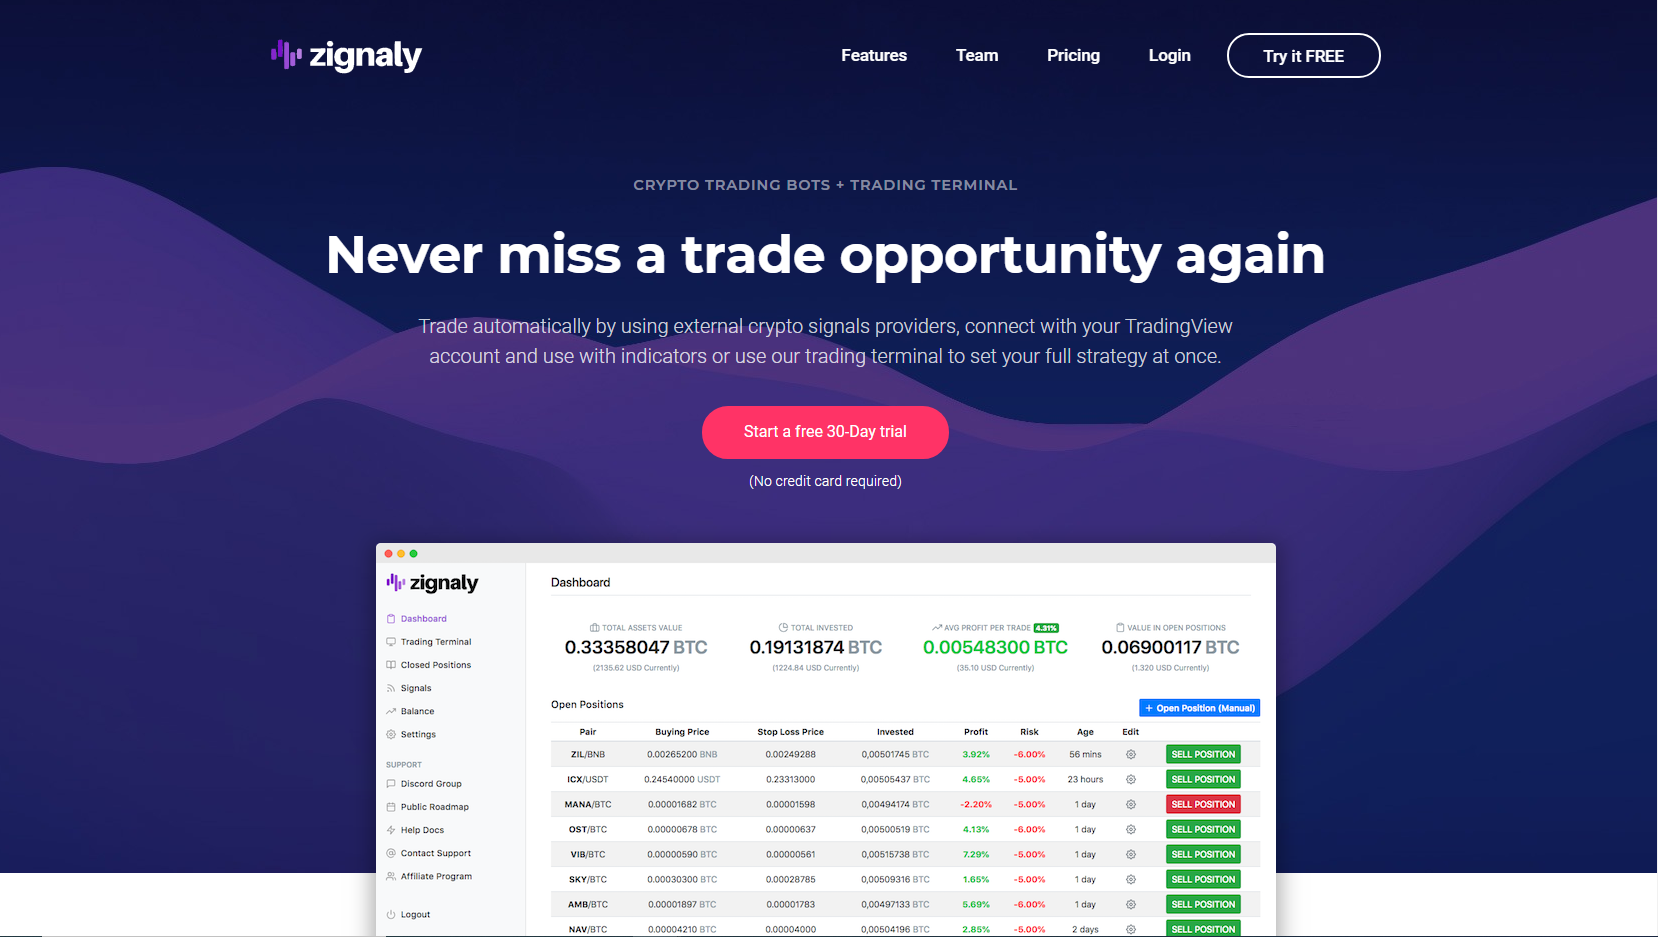 zignaly
Features Team Pricing Login Try it FREE
CRYPTO TRADING BOTS + TRADING TERMINAL
Never miss a trade opportunity again
Trade automatically by using external crypto signals providers, connect with your TradingView
account and use with indicators or use our trading terminal to set your full strategy at once.
Start a free 30-Day trial
(No credit card required)
zignaly
Dashboard
Trading Terminal
Closed Positions
Signals
Balance
Settings
SUPPORT
Discord Group
Public Roadmap
Help Docs
Contact Support
Affiliate Program
Logout
Dashboard
TOTAL ASSETS VALUE TOTAL INVESTED AVG PROFIT PER TRADE 4.31% VALUE IN OPEN POSITIONS
0.33358047 BTC 0.19131874 BTC 0.00548300 BTC 0.06900117 BTC
(2135.62 USD Currently) (1224.84 USD Currently) (35.10 USD Currently) (1.320 USD Currently)
Open Positions + Open Position (Manual)
Pair Buying Price Stop Loss Price Invested Profit Risk Age Edit
ZIL/BNB 0.00265200 BNB 0.00249288 0,00501745 BTC 3.92% -6.00% 56 mins SELL POSITION
ICX/USDT 0.24540000 USDT 0.23313000 0,00505437 BTC 4.65% -5.00% 23 hours SELL POSITION
MANA/BTC 0.00001682 BTC 0.00001598 0,00494174 BTC -2.20% -5.00% 1 day SELL POSITION
OST/BTC 0.00000678 BTC 0.00000637 0,00500519 BTC 4.13% -6.00% 1 day SELL POSITION
VIB/BTC 0.00000590 BTC 0.00000561 0,00515738 BTC 7.29% -5.00% 1 day SELL POSITION
SKY/BTC 0.00030300 BTC 0.00028785 0,00509316 BTC 1.65% -5.00% 1 day SELL POSITION
AMB/BTC 0.00001897 BTC 0.00001783 0,00497133 BTC 5.69% -6.00% 1 day SELL POSITION
NAV/BTC 0.00004210 BTC 0.00004000 0,00504196 BTC 2.85% -5.00% 2 days SELL POSITION